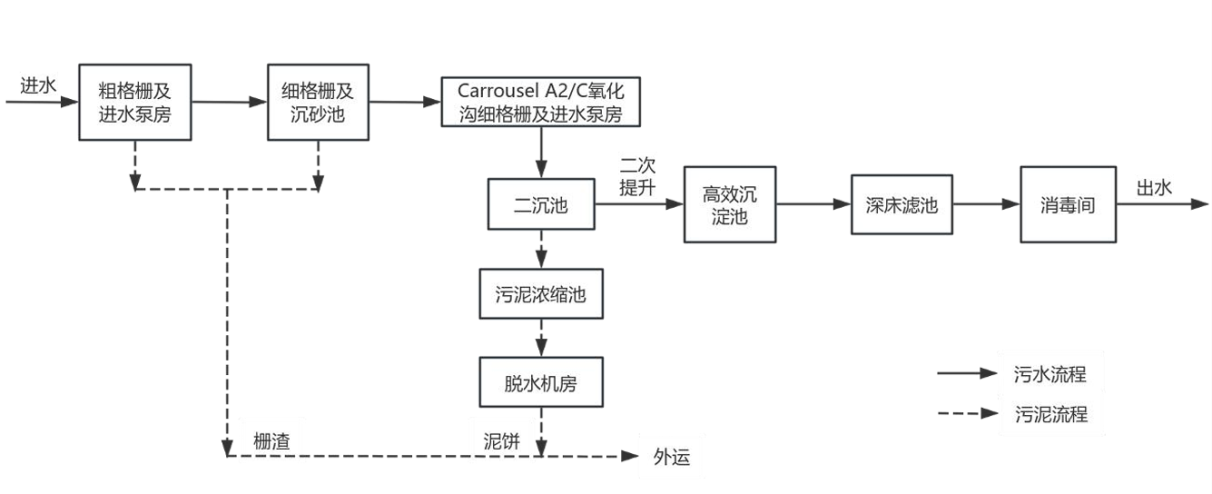 进水
粗格栅及
进水泵房
细格栅及
沉砂池
Carrousel A2/C氧化
沟细格栅及进水泵房
二沉池
二次
提升
高效沉
淀池
深床滤池
消毒间
出水
污泥浓缩池
脱水机房
污水流程
污泥流程
栅渣
泥饼
外运